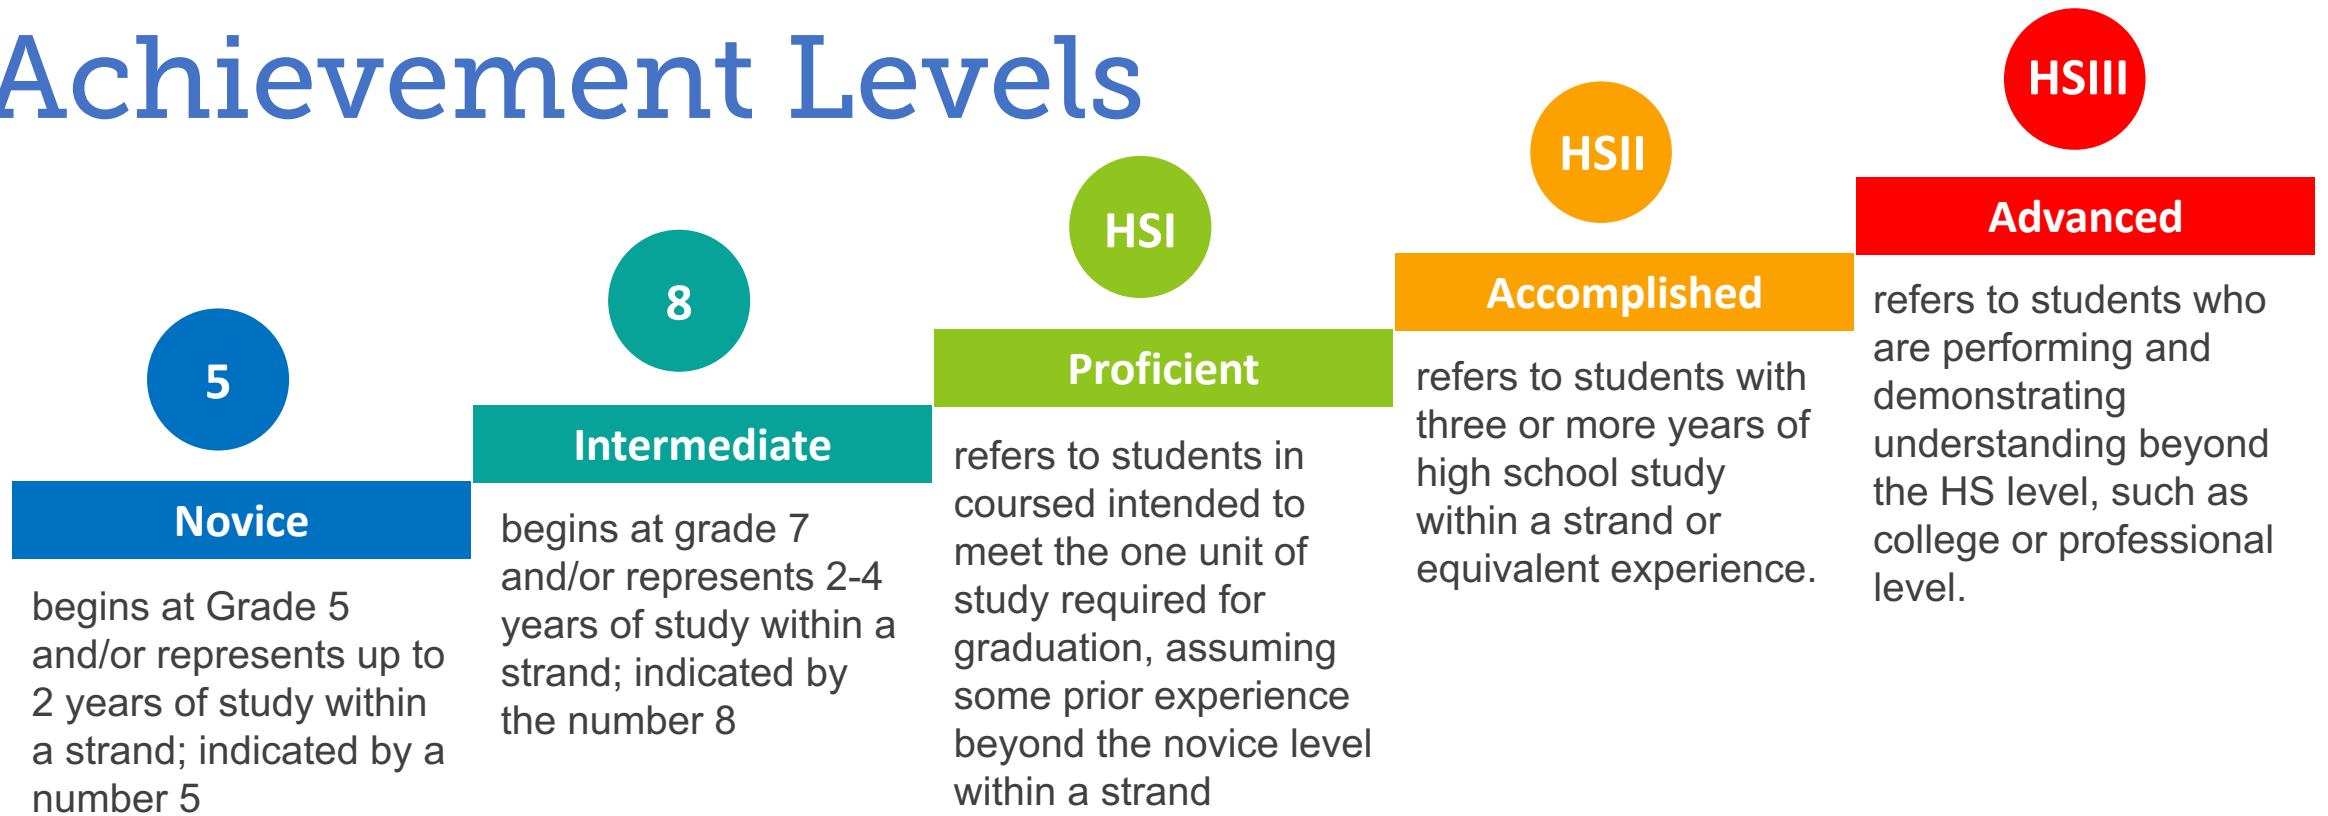 Achievement Levels
5
Novice
begins at Grade 5
and/or represents up to
2 years of study within
a strand; indicated by a
number 5
8
Intermediate
begins at grade 7
and/or represents 2-4
years of study within a
strand; indicated by
the number 8
HSI
Proficient
refers to students in
coursed intended to
meet the one unit of
study required for
graduation, assuming
some prior experience
beyond the novice level
within a strand
HSII
Accomplished
refers to students with
three or more years of
high school study
within a strand or
equivalent experience.
HSIII
Advanced
refers to students who
are performing and
demonstrating
understanding beyond
the HS level, such as
college or professional
level.